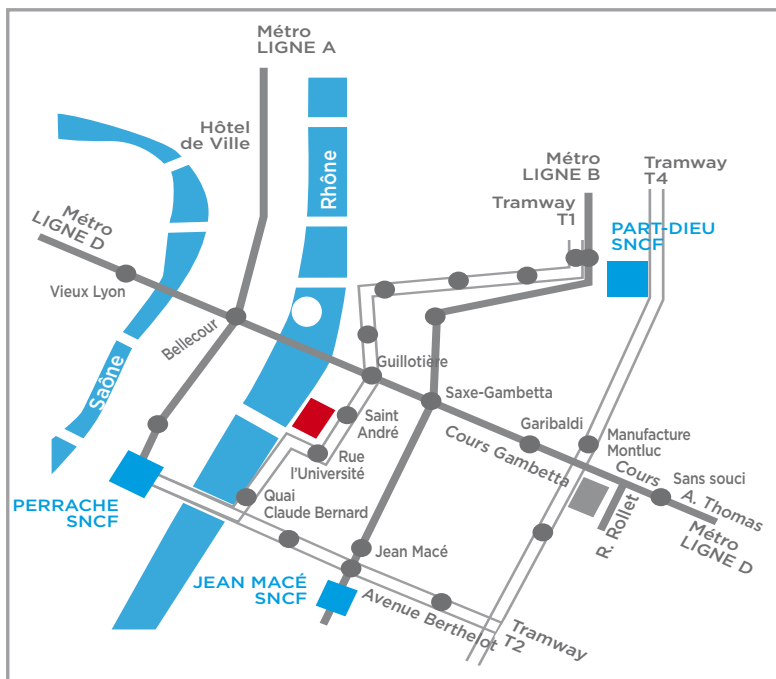 Métro
LIGNE A
Hôtel
de Ville
Rhône
Métro
LIGNE B
Tramway
T4
Tramway
T1
PART-DIEU
SNCF
Métro
LIGNE D
Vieux Lyon
Bellecour
Saône
Guillotière
Saxe-Gambetta
Saint
André
Garibaldi
Manufacture
Montluc
Cours Gambetta
Rue
l'Université
Cours
A. Thomas
Sans souci
PERRACHE
SNCF
Quai
Claude Bernard
R. Rollet
Métro
LIGNE D
Jean Macé
JEAN MACÉ
SNCF
Avenue Berthelot
Tramway
T2